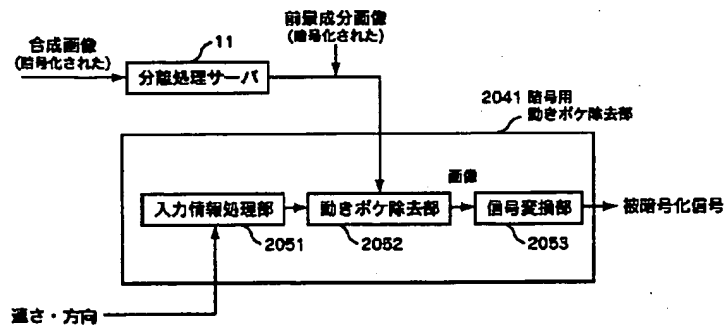 前景成分画像
(暗号化された)
合成画像
(暗号化された)
11
分離処理サーバ
2041 暗号用
動きボケ除去部
画像
入力情報処理部
動きボケ除去部
信号変換部
被暗号化信号
2051
2052
2053
速さ・方向